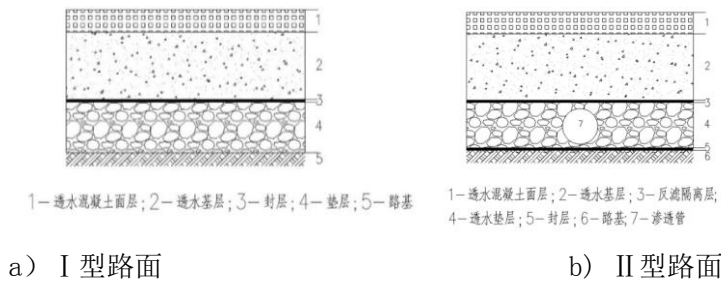 1
2
3
4
5
1—透水混凝土面层;2—透水基层;3—封层;4—垫层;5—路基
a) Ⅰ型路面
1
2
3
4
5
6
7
1—透水混凝土面层;2—透水基层;3—反滤隔离层;
4—透水垫层;5—封层;6—路基;7—渗透管
b) Ⅱ型路面